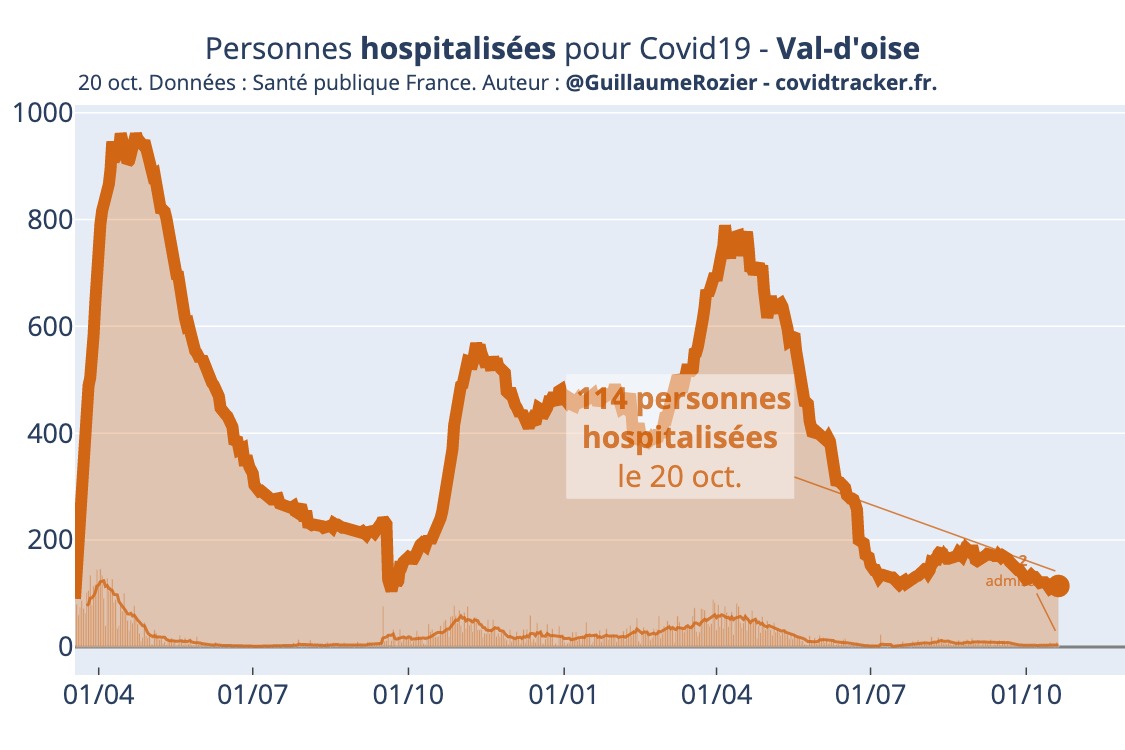 Personnes hospitalisées pour Covid19 - Val-d'oise
20 oct. Données : Santé publique France. Auteur : @GuillaumeRozier - covidtracker.fr.
1000
800
600
400
200
0
114 personnes
hospitalisées
le 20 oct.
2
01/04
01/07
01/10
01/01
01/04
01/07
01/10